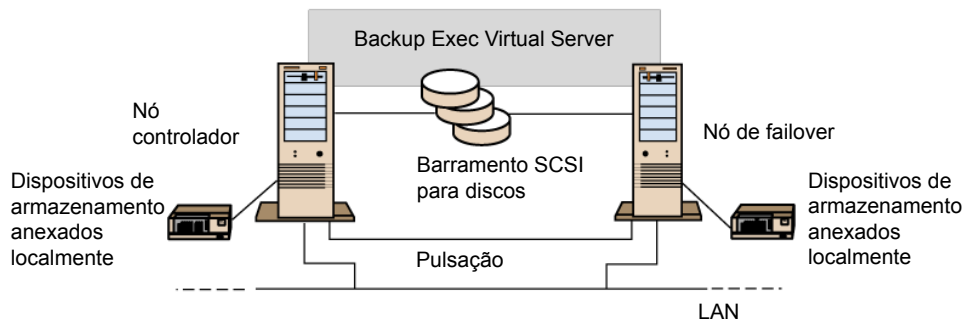 Backup Exec Virtual Server
Nó
controlador
Nó de failover
Barramento SCSI
para discos
Dispositivos de
armazenamento
anexados
localmente
Dispositivos de
armazenamento
anexados
localmente
Pulsação
LAN